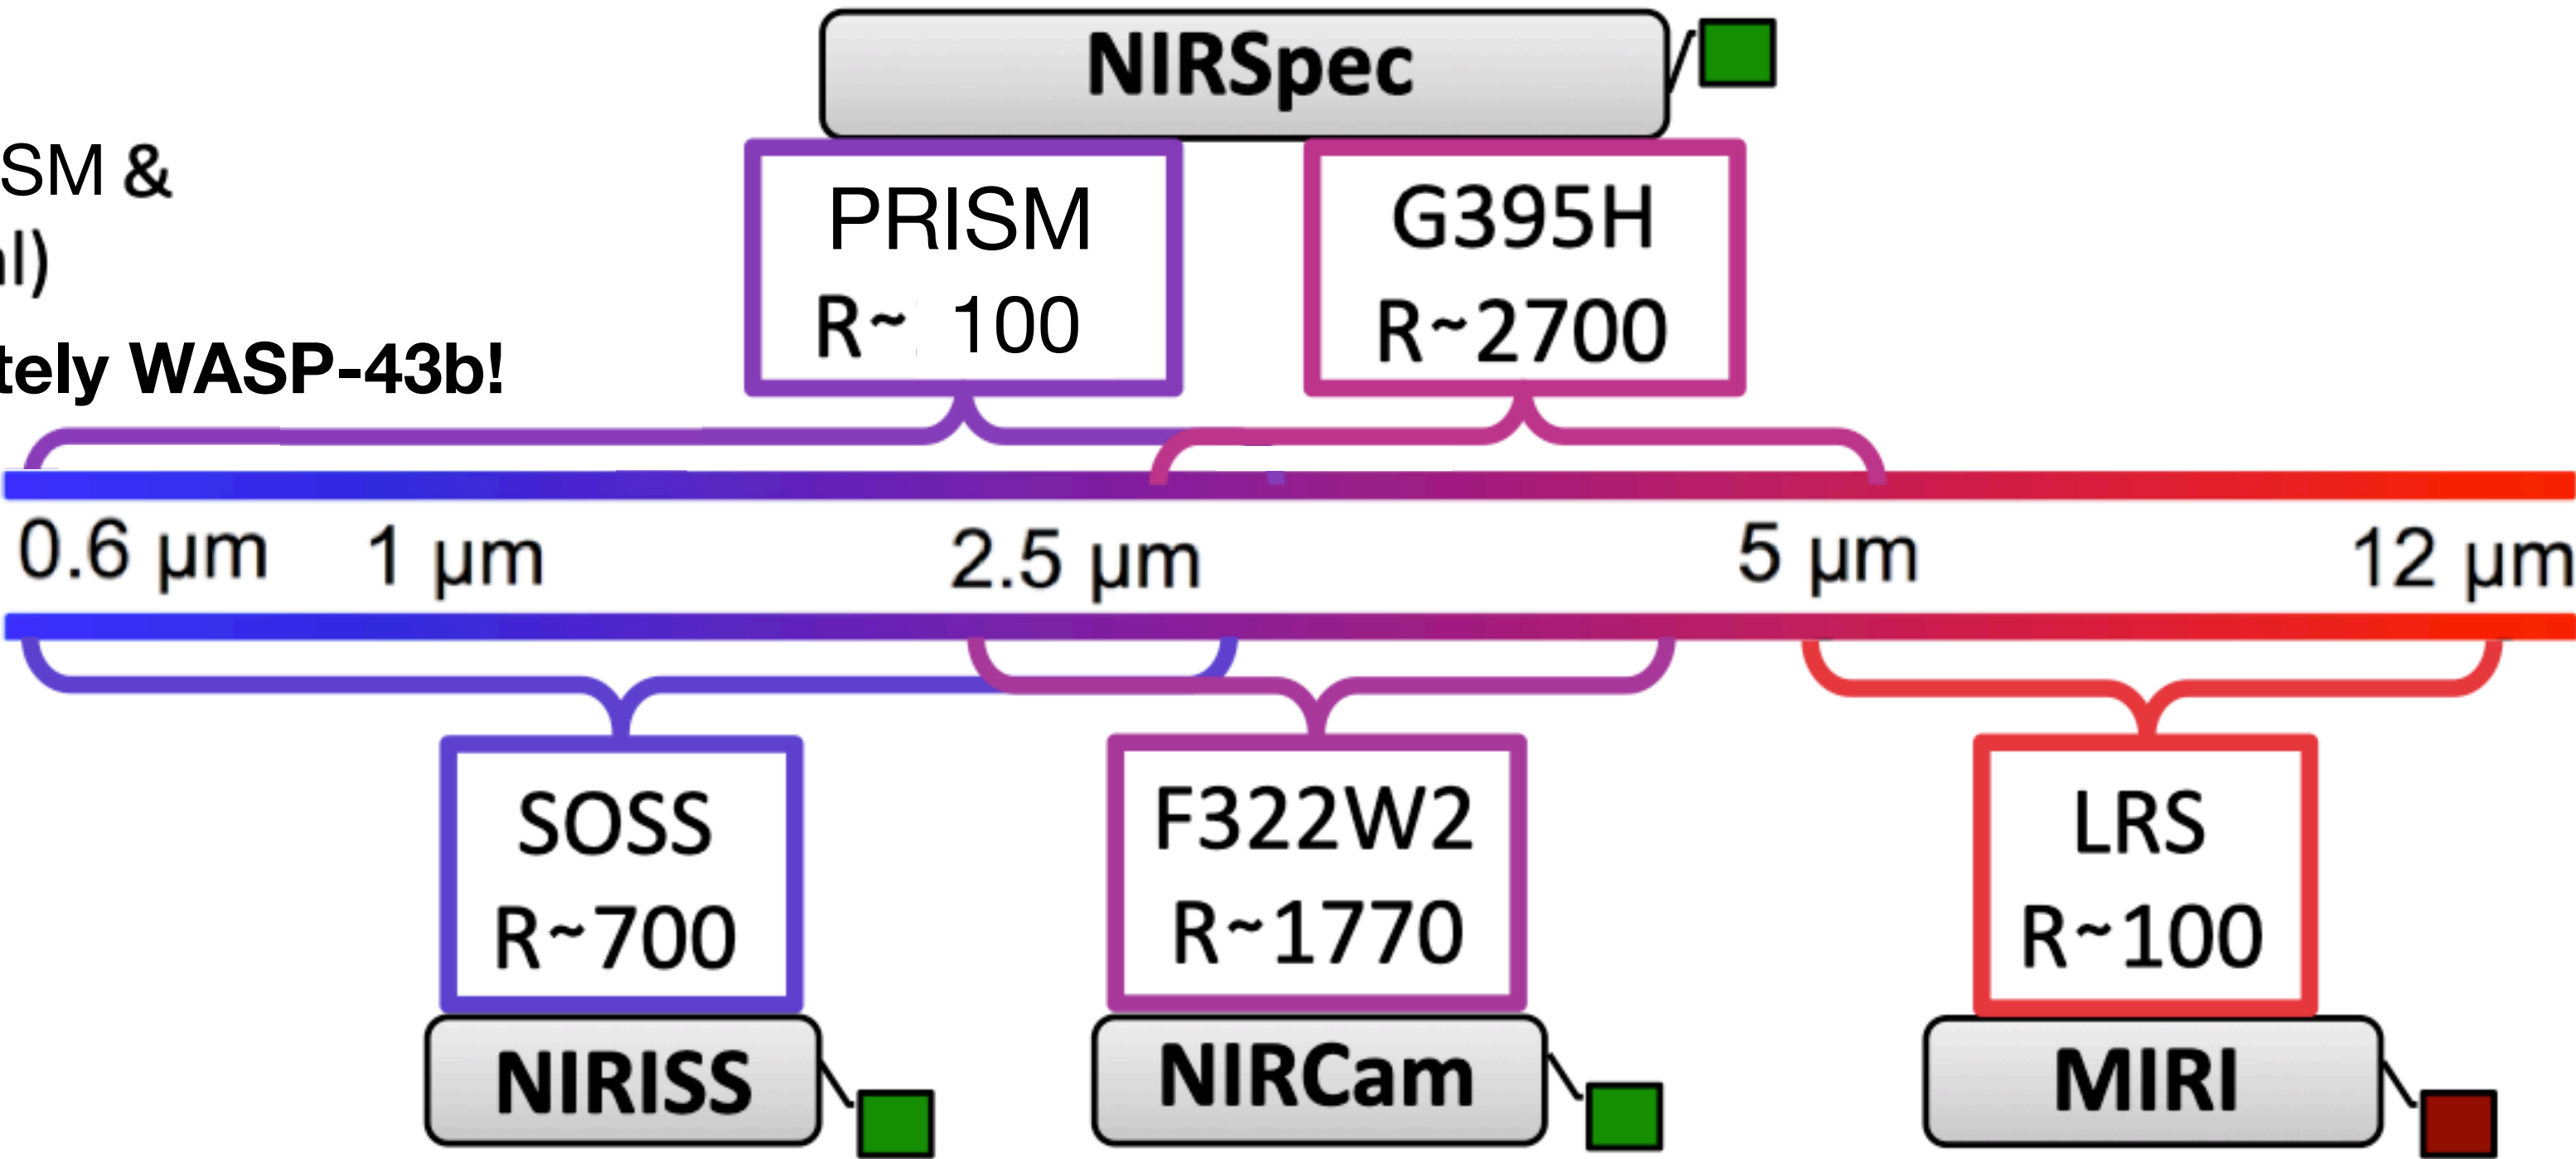 NIRSpec
SM &
l)
tely WASP-43b!
PRISM
R~ 100
G395H
R~2700
0.6 µm 1 µm 2.5 µm 5 µm 12 µm
SOSS
R~700
NIRISS
F322W2
R~1770
NIRCam
LRS
R~100
MIRI